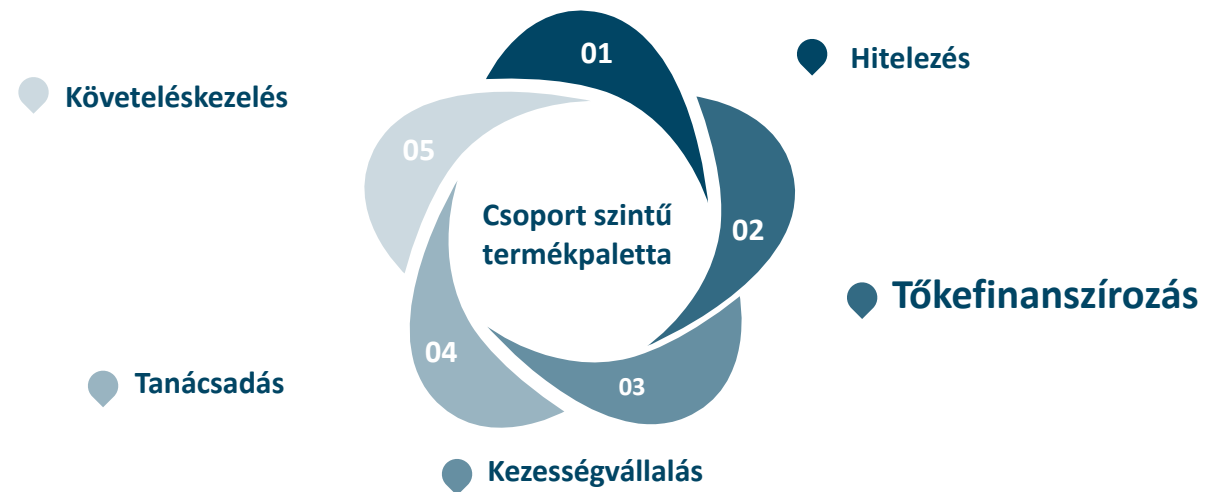 01
Hitelezés
Követeléskezelés
05
Csoport szintű
termékpaletta
02
Tőkefinanszírozás
04
03
Tanácsadás
Kezességvállalás